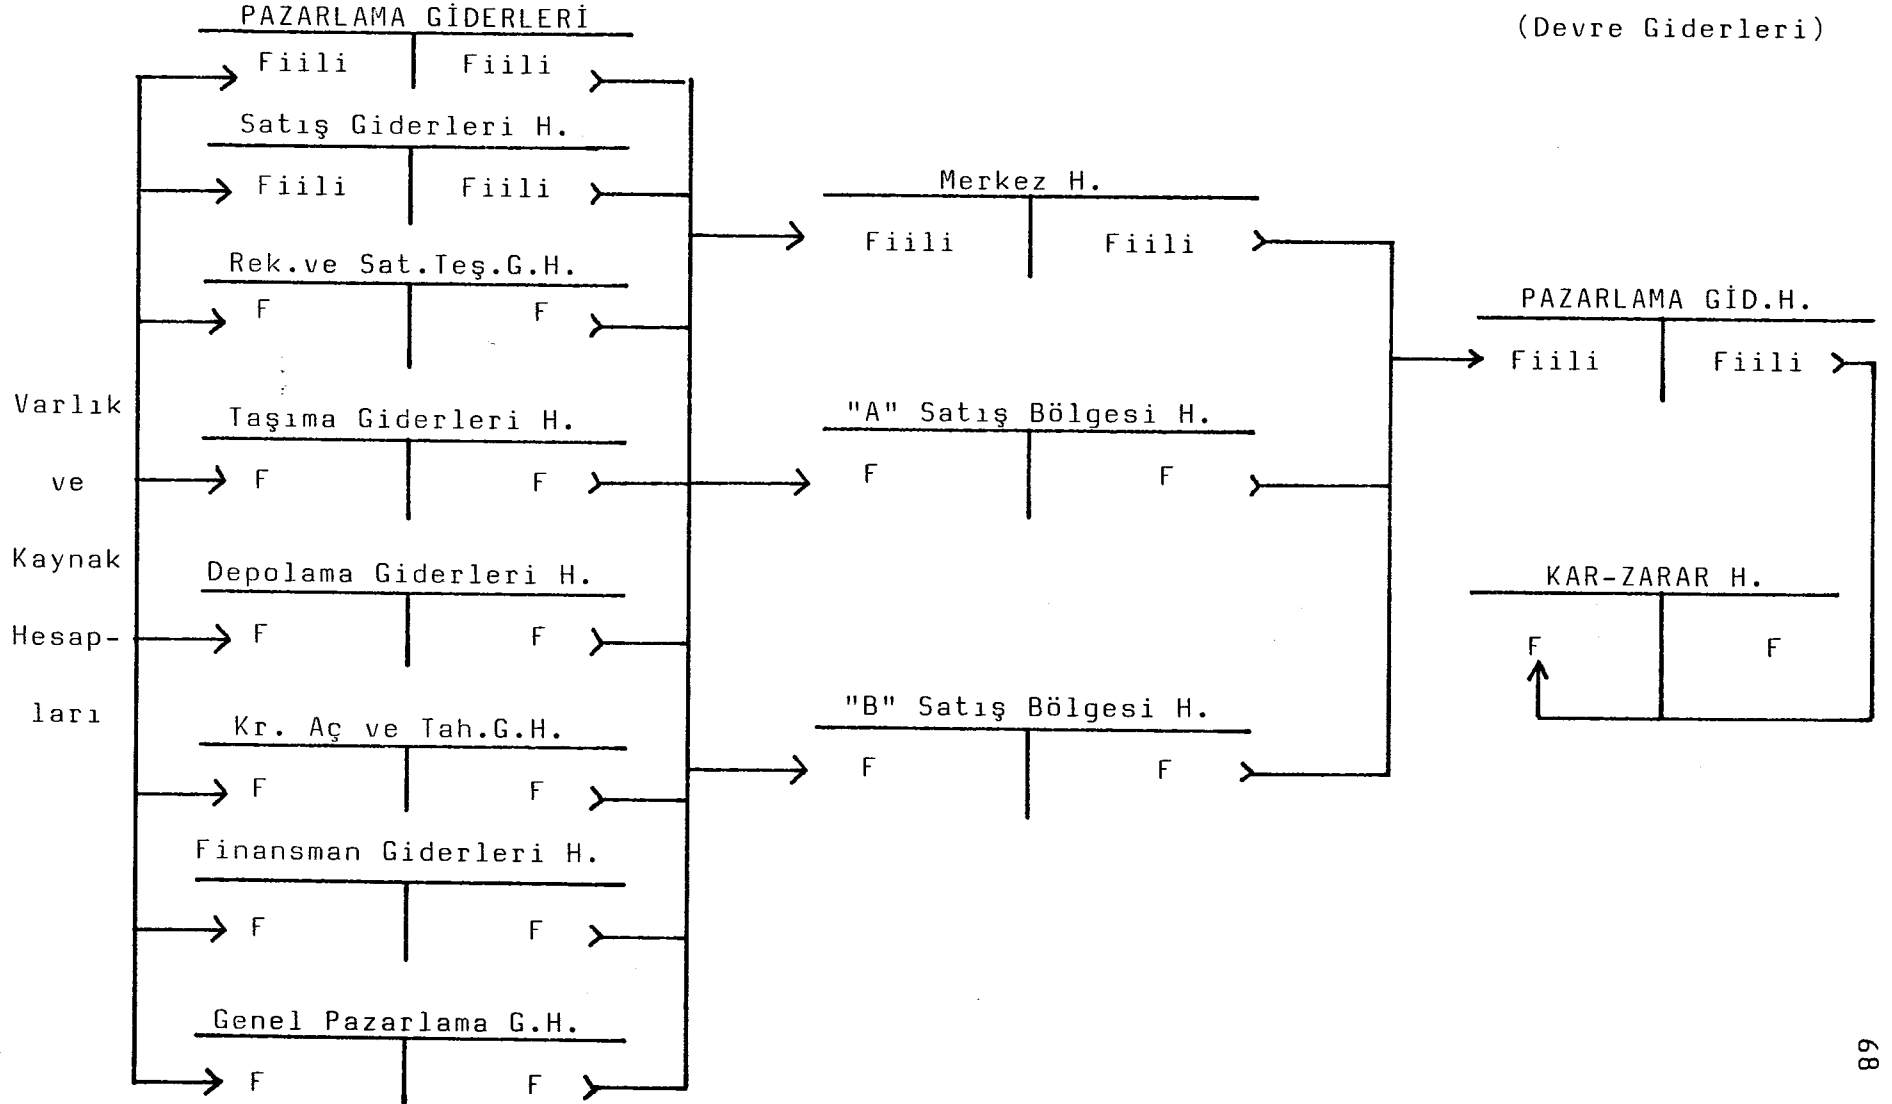 (Devre Giderleri)
PAZARLAMA GİDERLERİ
Fiili Fiili
Satış Giderleri H.
Fiili Fiili
Rek.ve Sat.Teş.G.H.
F F
Taşıma Giderleri H.
F F
Depolama Giderleri H.
F F
Kr. Aç ve Tah.G.H.
F F
Finansman Giderleri H.
F F
Genel Pazarlama G.H.
F F
Varlık
ve
Kaynak
Hesap-
ları
Merkez H.
Fiili Fiili
"A" Satış Bölgesi H.
F F
"B" Satış Bölgesi H.
F F
PAZARLAMA GİD.H.
Fiili Fiili
KAR-ZARAR H.
F F
68